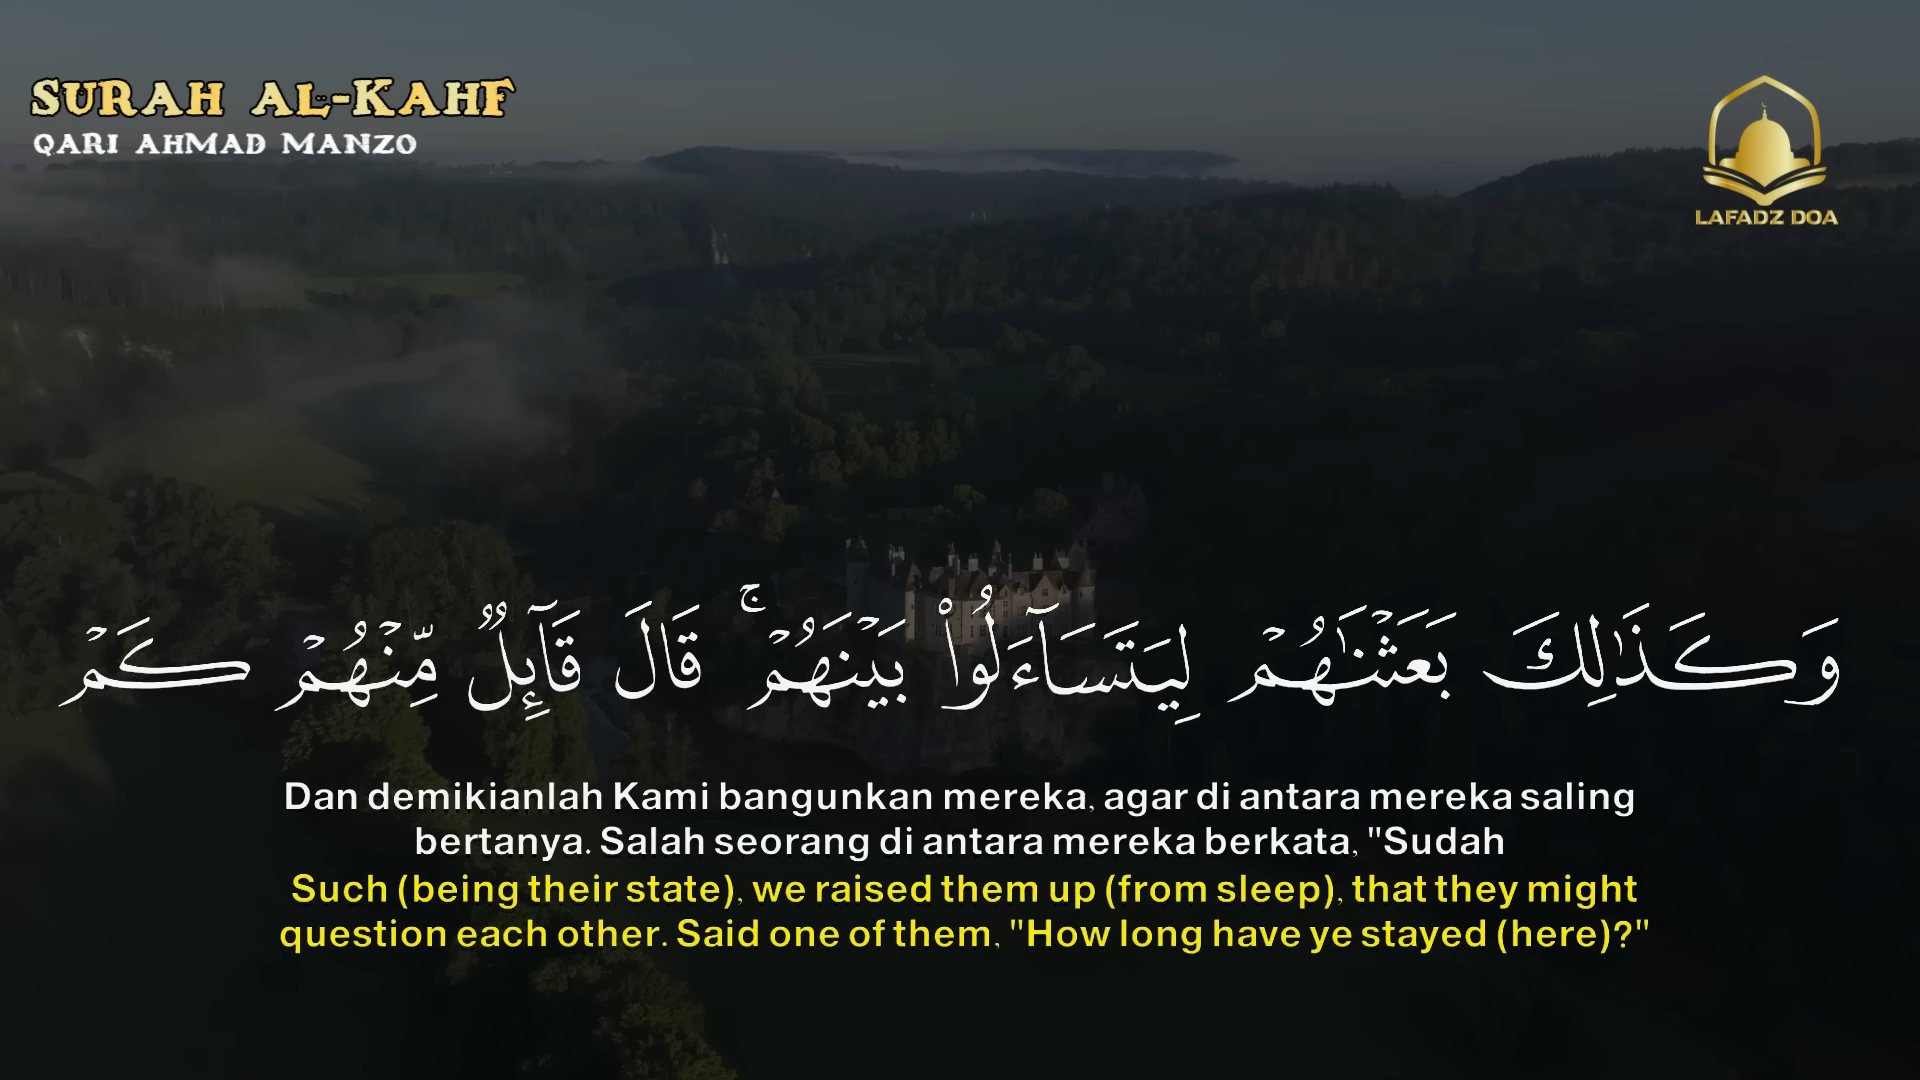 SURAH AL-KAHF
QARI AHMAD MANZO
LAFADZ DOA
وَكَذَٰلِكَ بَعَثْنَٰهُمْ لِيَتَسَآءَلُوا۟ بَيْنَهُمْ ۚ قَالَ قَآئِلٌ مِّنْهُمْ كَمْ
Dan demikianlah Kami bangunkan mereka, agar di antara mereka saling
bertanya. Salah seorang di antara mereka berkata, "Sudah
Such (being their state), we raised them up (from sleep), that they might
question each other. Said one of them, "How long have ye stayed (here)?"